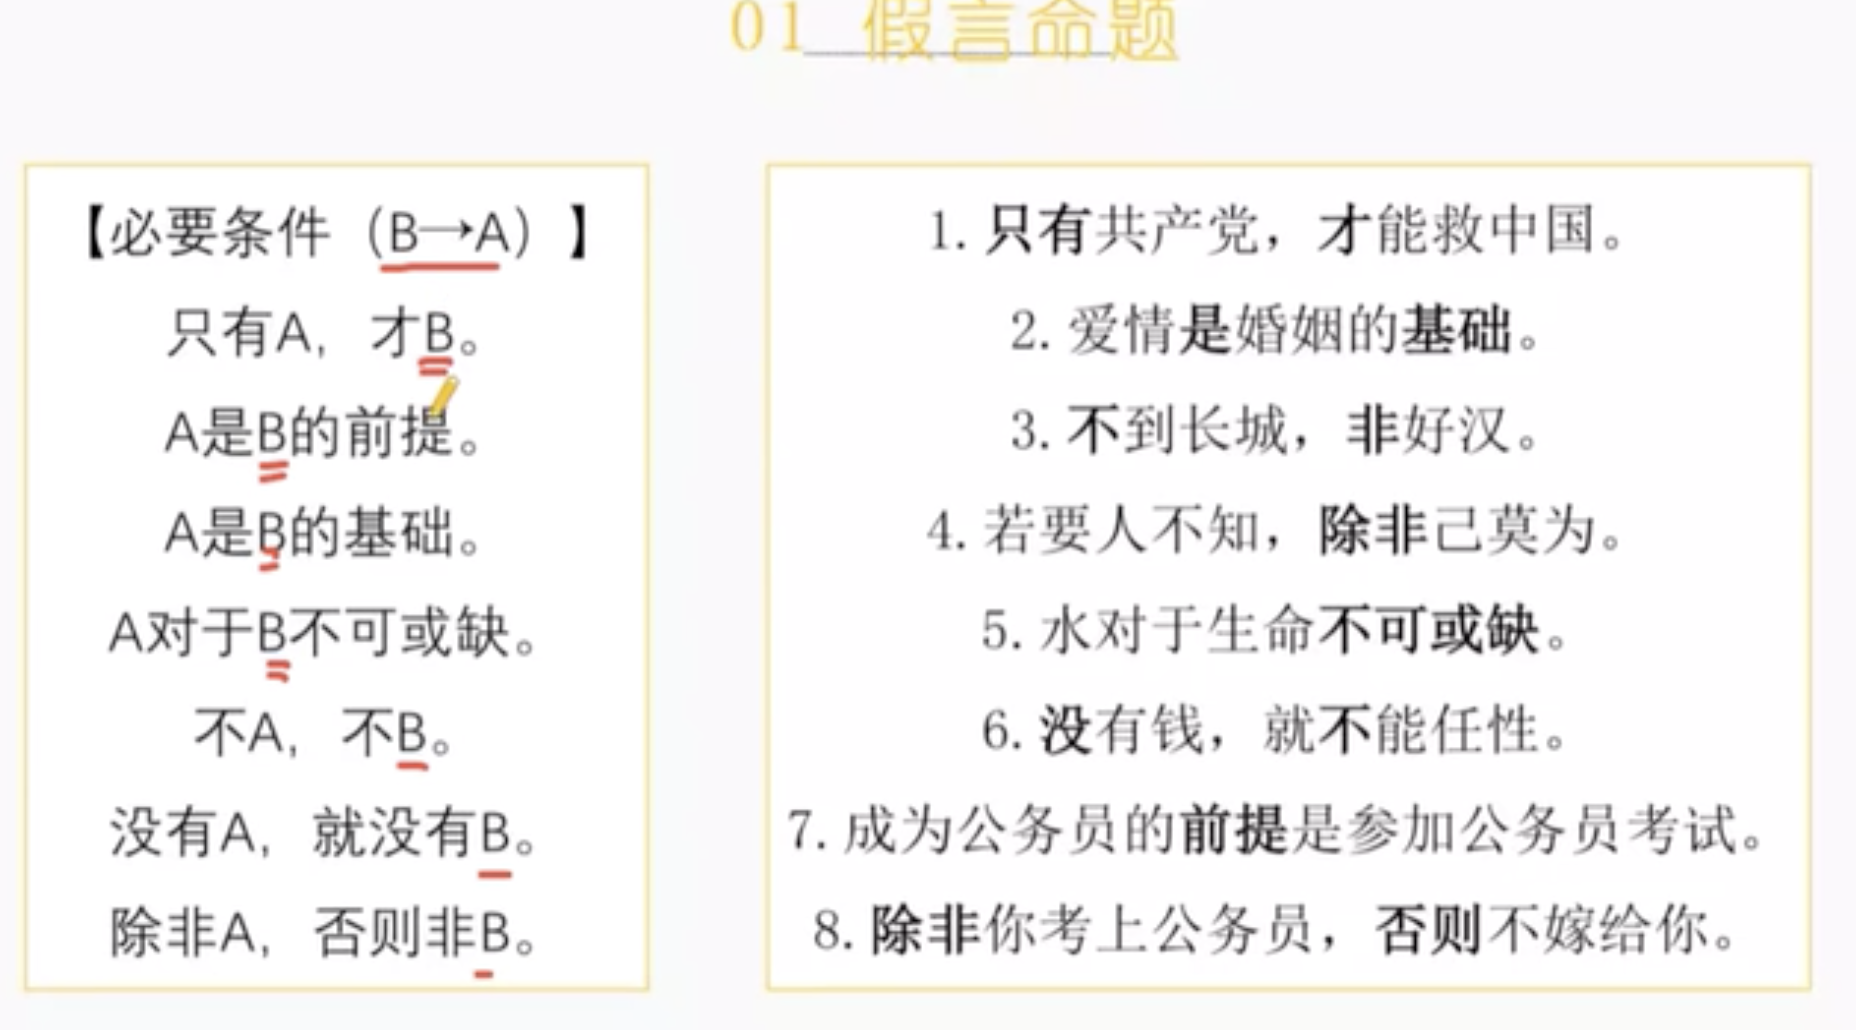 01 假言命题
【必要条件（B→A）】
只有A，才B。
A是B的前提。
A是B的基础。
A对于B不可或缺。
不A，不B。
没有A，就没有B。
除非A，否则非B。
1. 只有共产党，才能救中国。
2. 爱情是婚姻的基础。
3. 不到长城，非好汉。
4. 若要人不知，除非己莫为。
5. 水对于生命不可或缺。
6. 没有钱，就不能任性。
7. 成为公务员的前提是参加公务员考试。
8. 除非你考上公务员，否则不嫁给你。